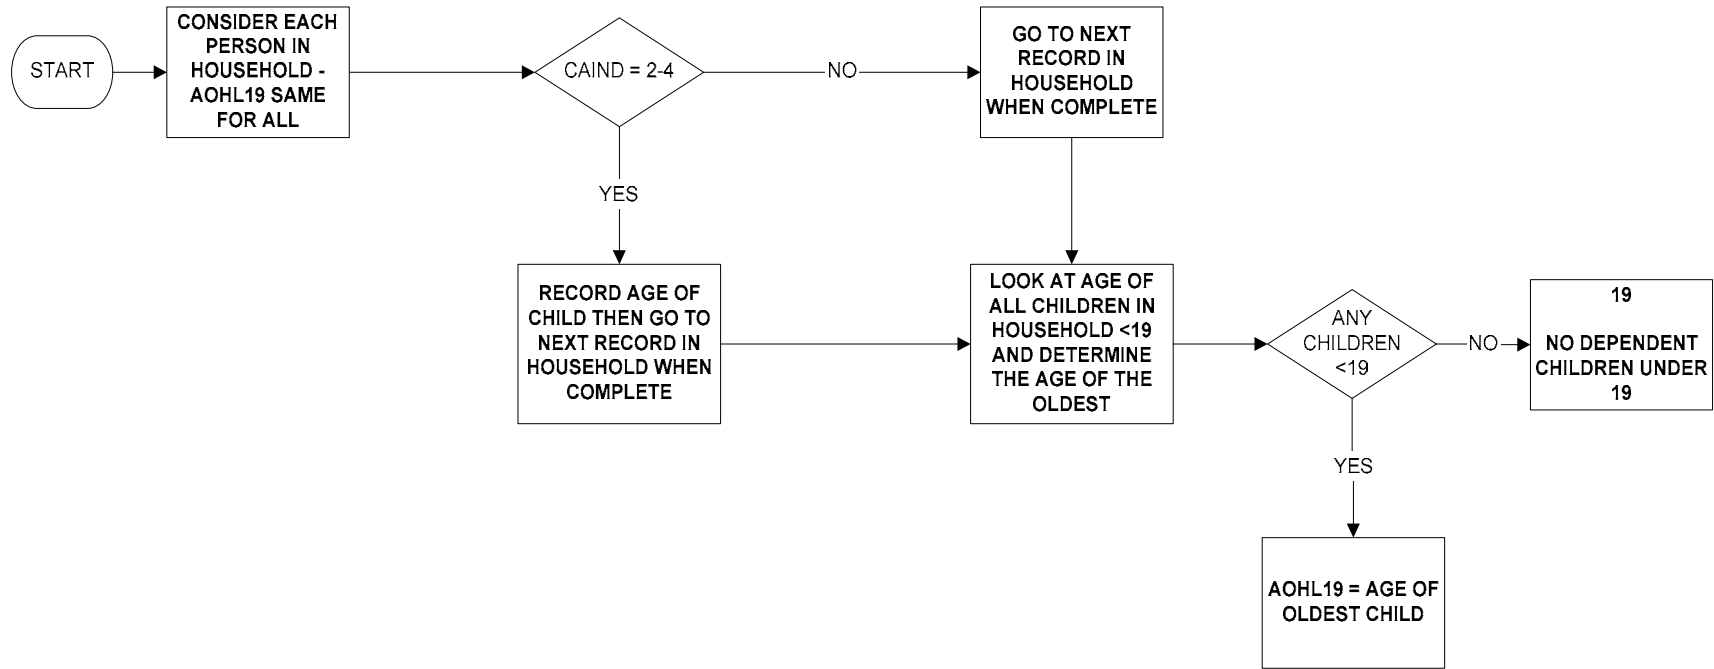 START
CONSIDER EACH
PERSON IN
HOUSEHOLD -
AOHL19 SAME
FOR ALL
CAIND = 2-4
NO
GO TO NEXT
RECORD IN
HOUSEHOLD
WHEN COMPLETE
YES
RECORD AGE OF
CHILD THEN GO TO
NEXT RECORD IN
HOUSEHOLD WHEN
COMPLETE
LOOK AT AGE OF
ALL CHILDREN IN
HOUSEHOLD <19
AND DETERMINE
THE AGE OF THE
OLDEST
ANY
CHILDREN
<19
NO
19
NO DEPENDENT
CHILDREN UNDER
19
YES
AOHL19 = AGE OF
OLDEST CHILD